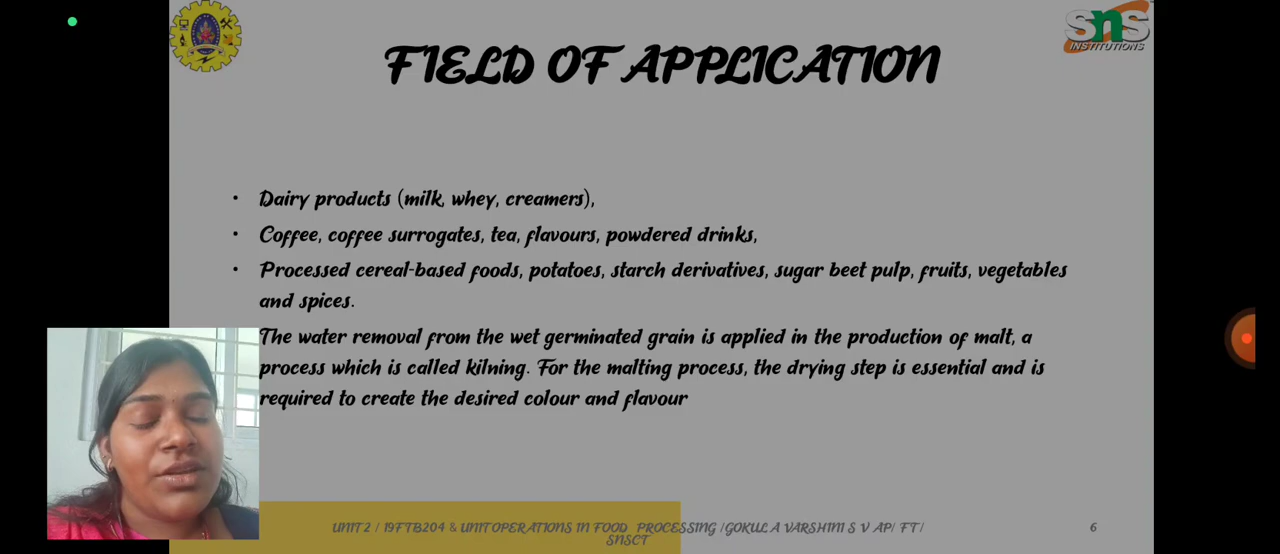 SNS
INSTITUTIONS
FIELD OF APPLICATION
• Dairy products (milk, whey, creamers),
• Coffee, coffee surrogates, tea, flavours, powdered drinks,
• Processed cereal-based foods, potatoes, starch derivatives, sugar beet pulp, fruits, vegetables
and spices.
The water removal from the wet germinated grain is applied in the production of malt, a
process which is called kilning. For the malting process, the drying step is essential and is
required to create the desired colour and flavour
UNIT 2 / 19FTB204 & UNIT OPERATIONS IN FOOD PROCESSING /GOKULA VARSHINI S V AP/ FT/
SNSCT
6